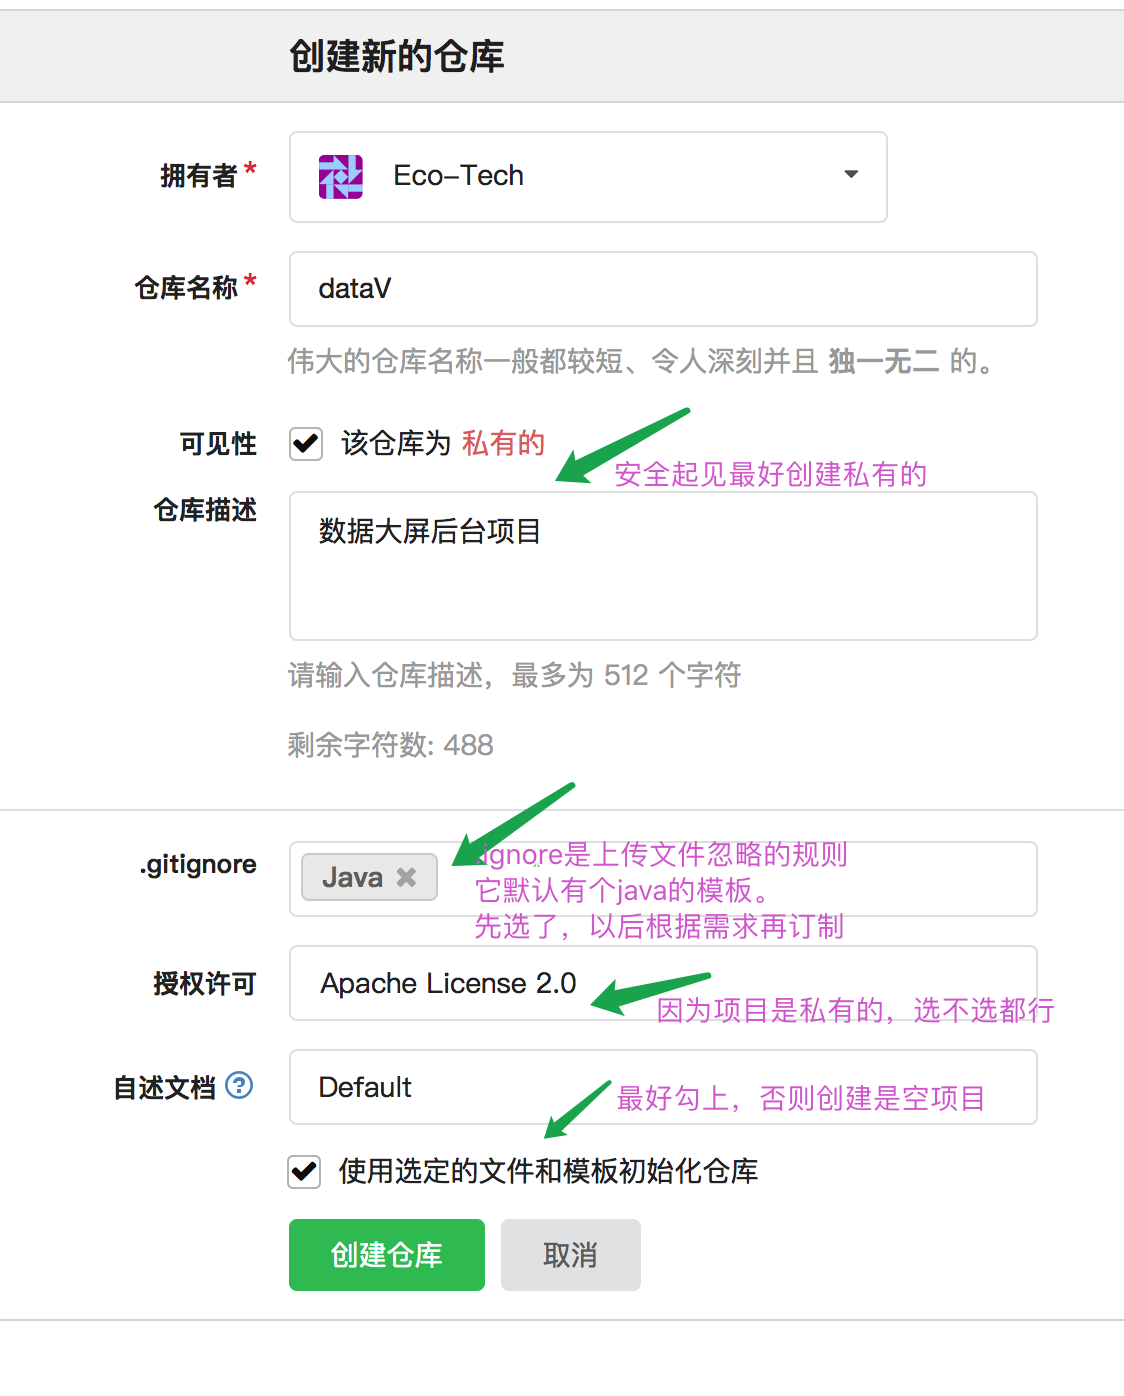 创建新的仓库
拥有者*
Eco-Tech
仓库名称*
dataV
伟大的仓库名称一般都较短、令人深刻并且 独一无二 的。
可见性
该仓库为 私有的
安全起见最好创建私有的
仓库描述
数据大屏后台项目
请输入仓库描述，最多为 512 个字符
剩余字符数: 488
.gitignore
Java
.ignore是上传文件忽略的规则
它默认有个java的模板。
先选了，以后根据需求再订制
授权许可
Apache License 2.0
因为项目是私有的，选不选都行
自述文档
Default
最好勾上，否则创建是空项目
使用选定的文件和模板初始化仓库
创建仓库
取消